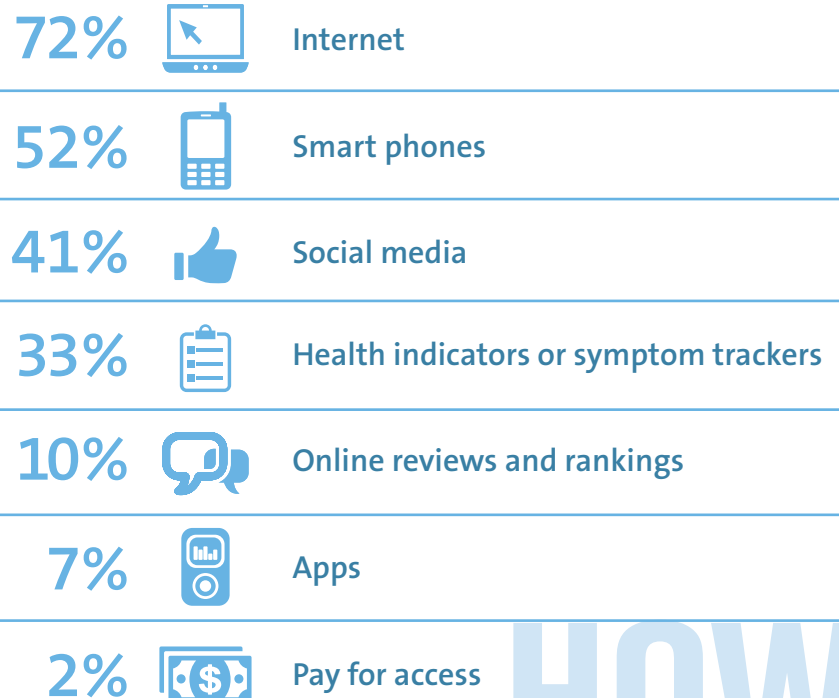 72% Internet
52% Smart phones
41% Social media
33% Health indicators or symptom trackers
10% Online reviews and rankings
7% Apps
2% $ Pay for access
HOW